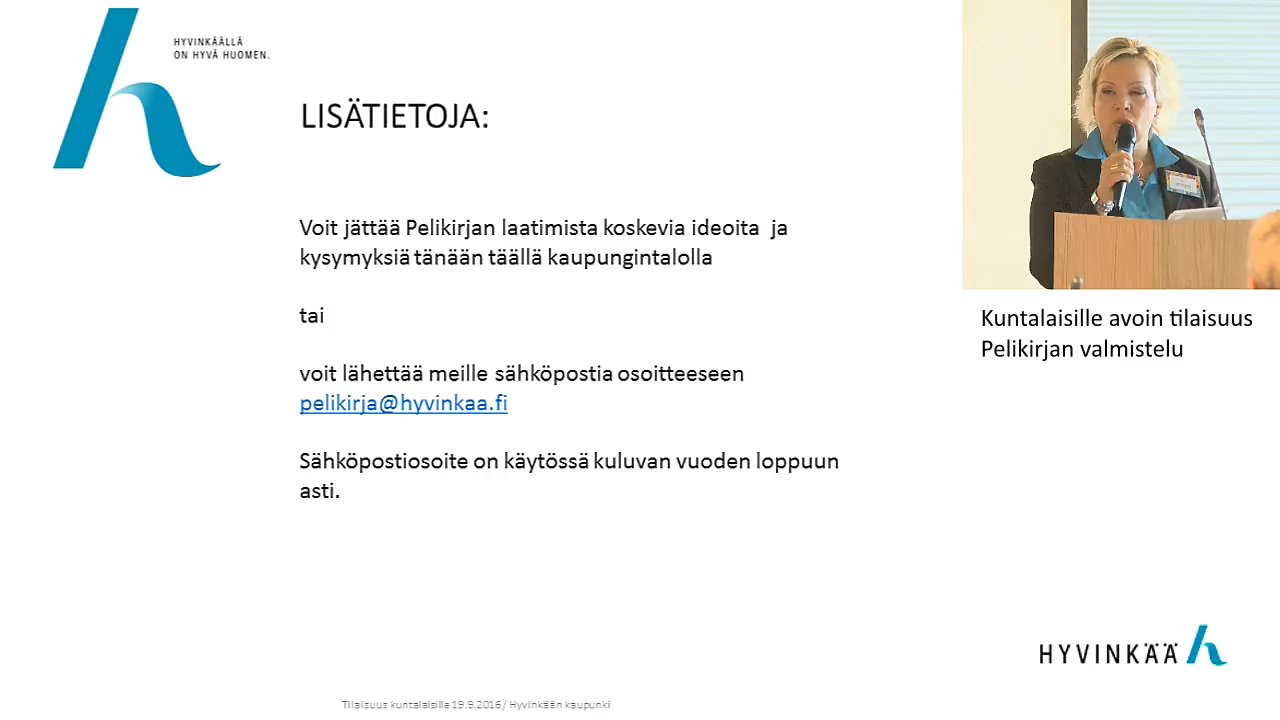 HYVINKÄÄLLÄ
ON HYVÄ HUOMEN.
LISÄTIETOJA:
Voit jättää Pelikirjan laatimista koskevia ideoita ja
kysymyksiä tänään täällä kaupungintalolla
tai
voit lähettää meille sähköpostia osoitteeseen
pelikirja@hyvinkaa.fi
Sähköpostiosoite on käytössä kuluvan vuoden loppuun
asti.
Kuntalaisille avoin tilaisuus
Pelikirjan valmistelu
HYVINKÄÄ
Tilaisuus kuntalaisille 19.9.2016 / Hyvinkään kaupunki